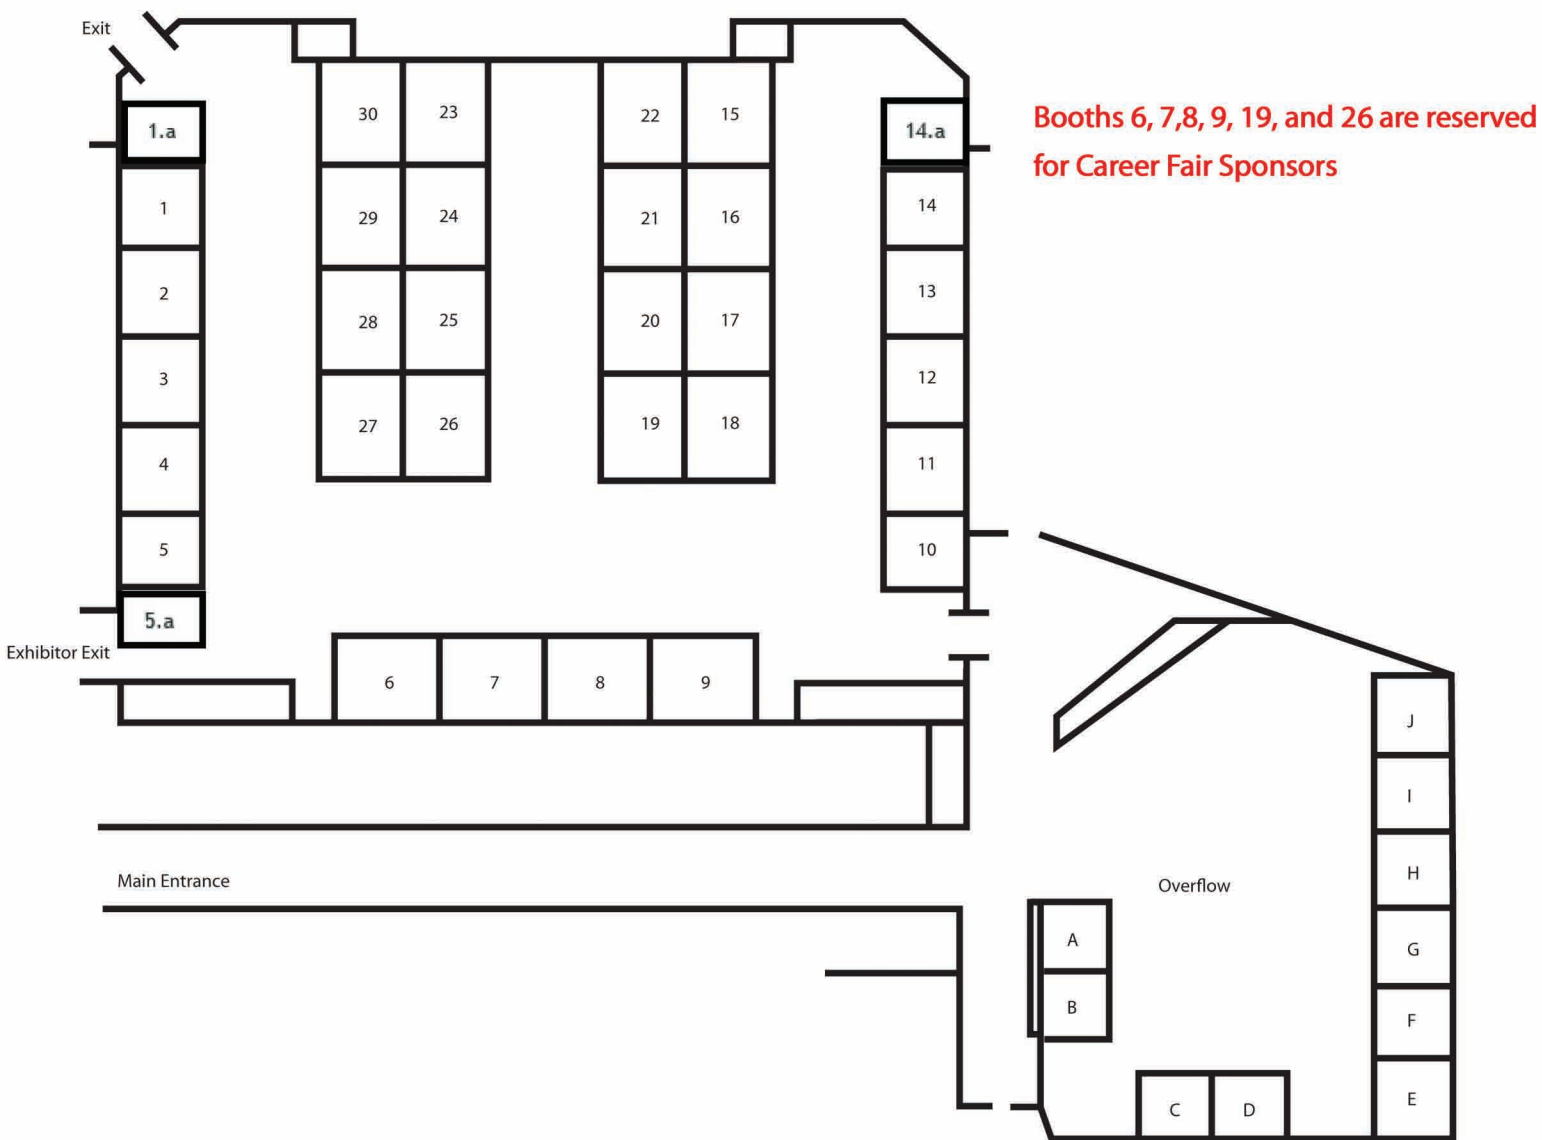 Exit
30
23
22
15
1.a
14.a
Booths 6, 7,8, 9, 19, and 26 are reserved
for Career Fair Sponsors
1
29
24
21
16
14
2
28
25
20
17
13
3
27
26
19
18
12
4
11
5
10
5.a
Exhibitor Exit
6
7
8
9
J
I
H
Main Entrance
Overflow
A
G
B
F
C
D
E